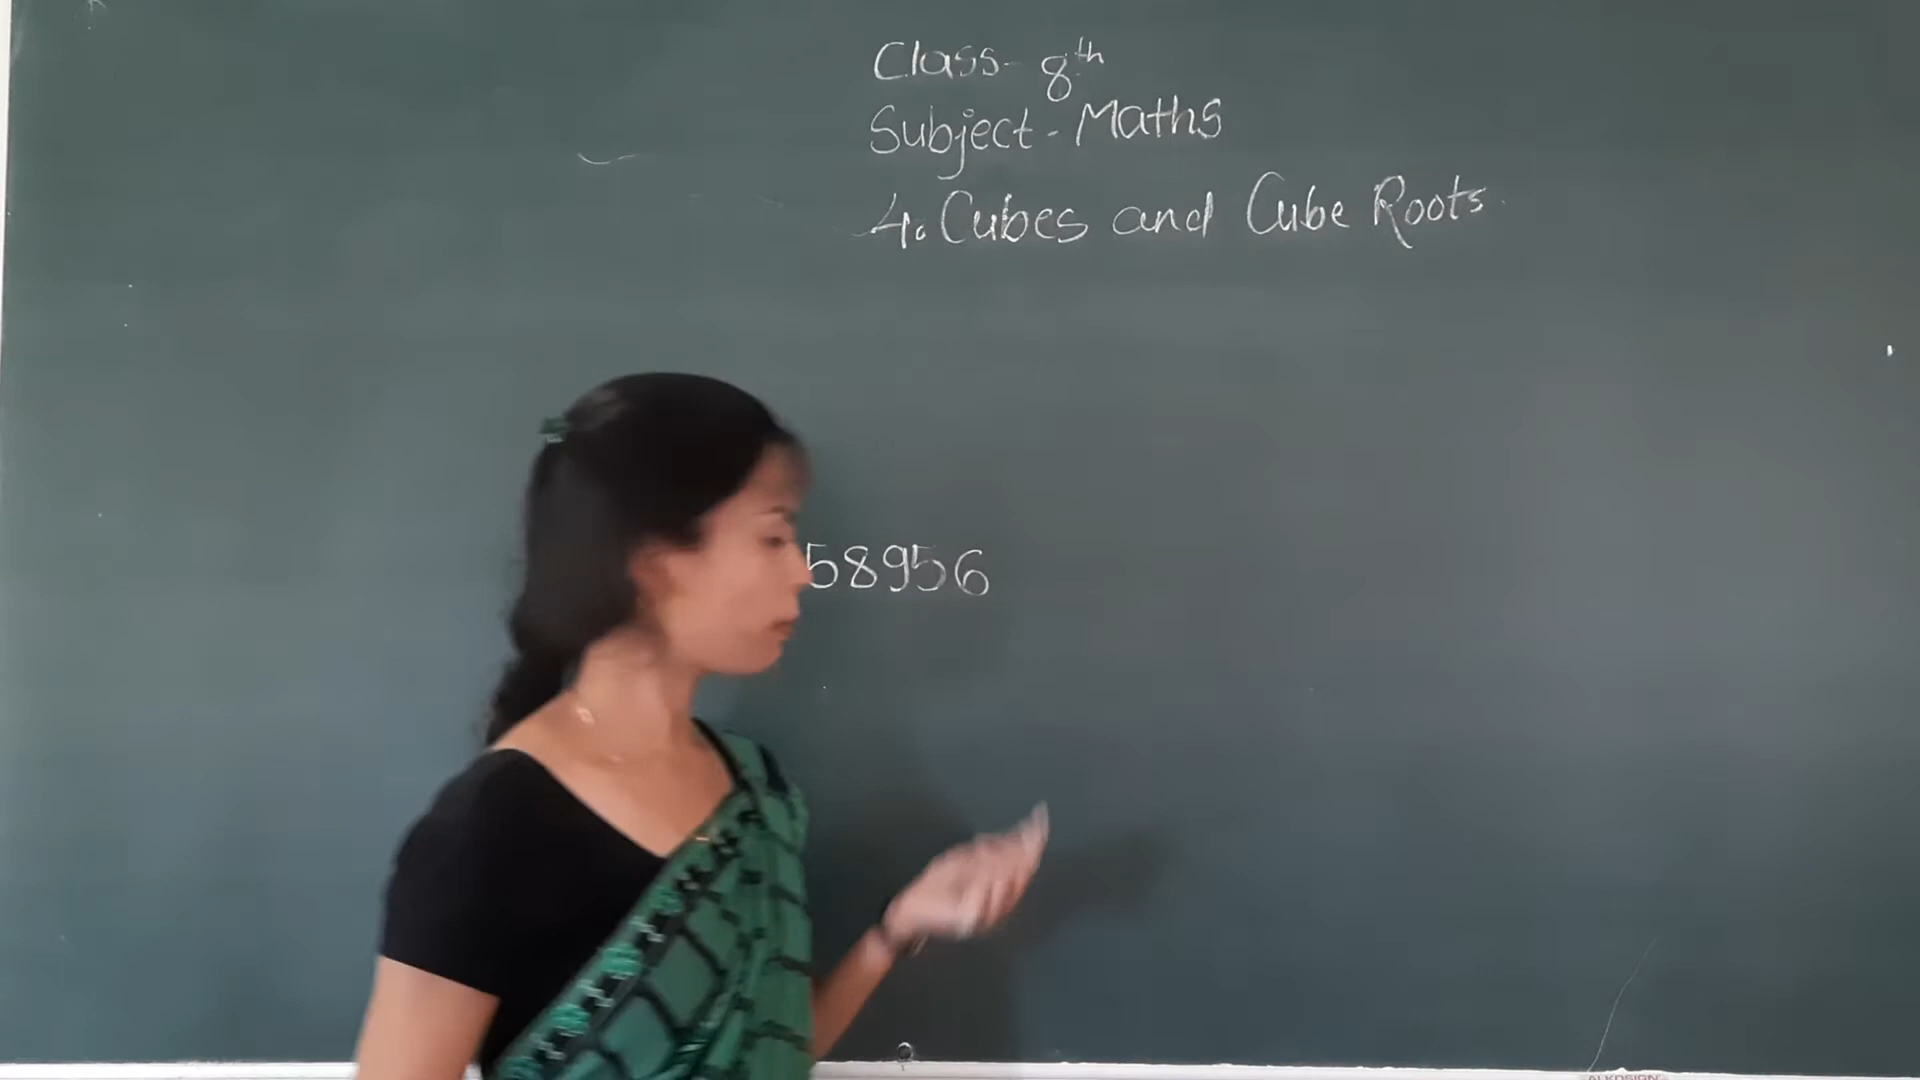 Class- 8th
Subject- Maths
4. Cubes and Cube Roots
58956